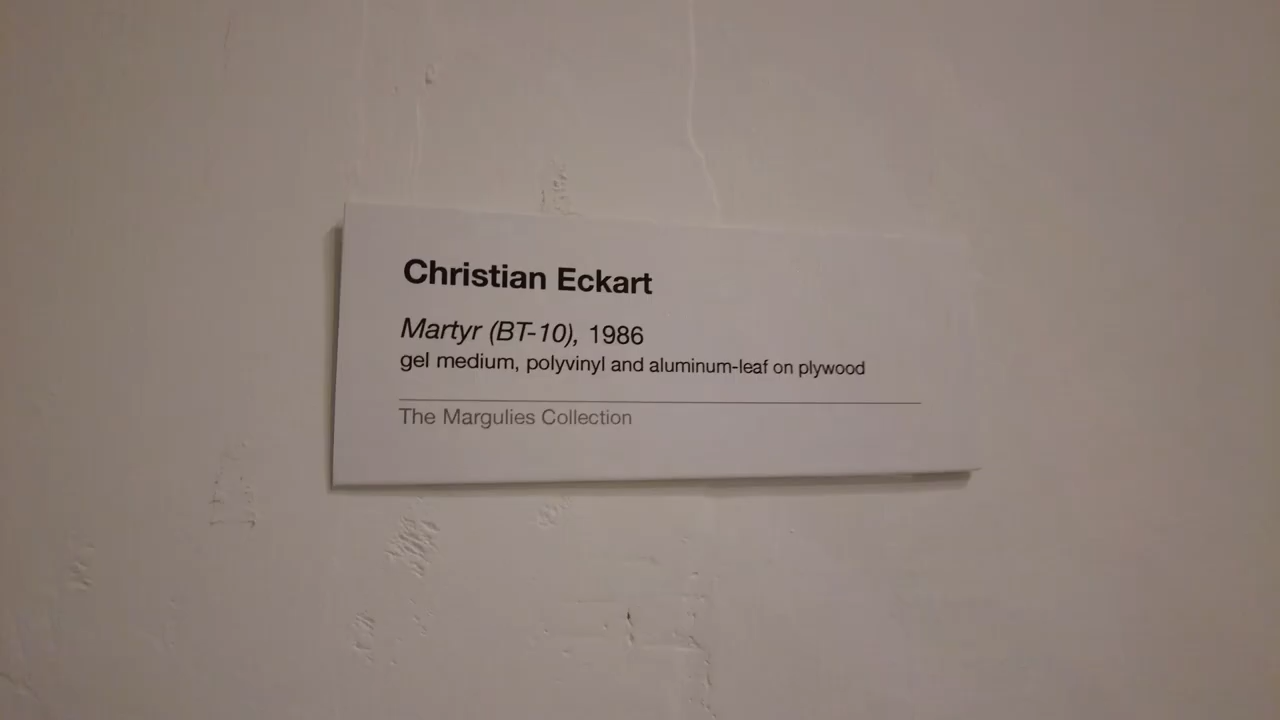 Christian Eckart
Martyr (BT-10), 1986
gel medium, polyvinyl and aluminum-leaf on plywood
The Margulies Collection